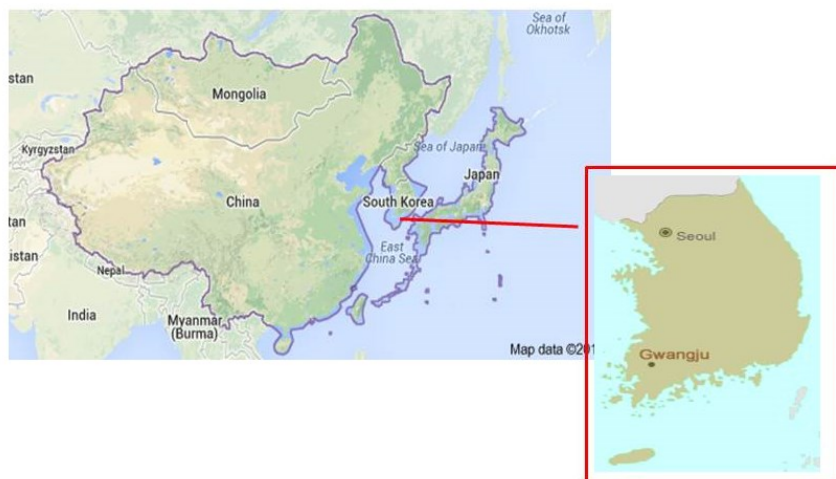 Sea of
Okhotsk
stan
Mongolia
Kyrgyzstan
Sea of Japan
Japan
tan
China
South Korea
East
China Sea
istan
Nepal
India
Myanmar
(Burma)
Map data ©201
Seoul
Gwangju